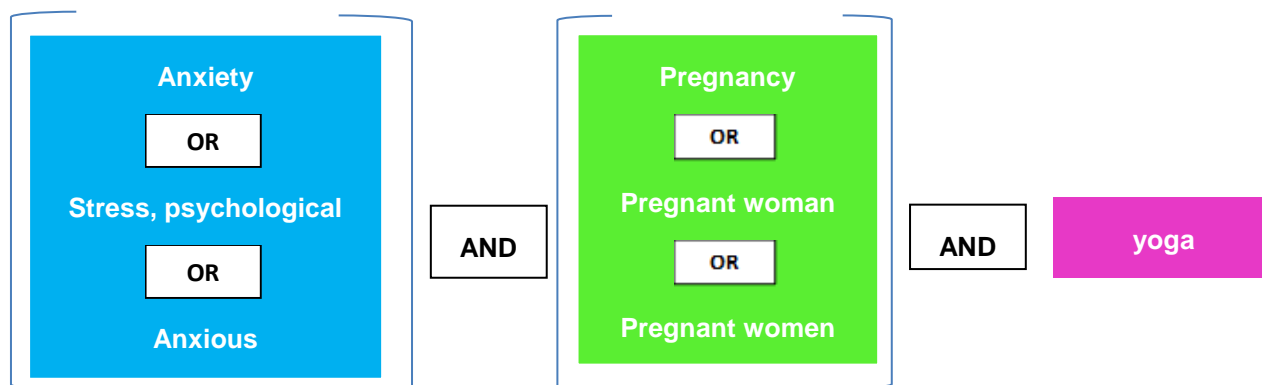 Anxiety
OR
Stress, psychological
OR
Anxious
AND
Pregnancy
OR
Pregnant woman
OR
Pregnant women
AND
yoga